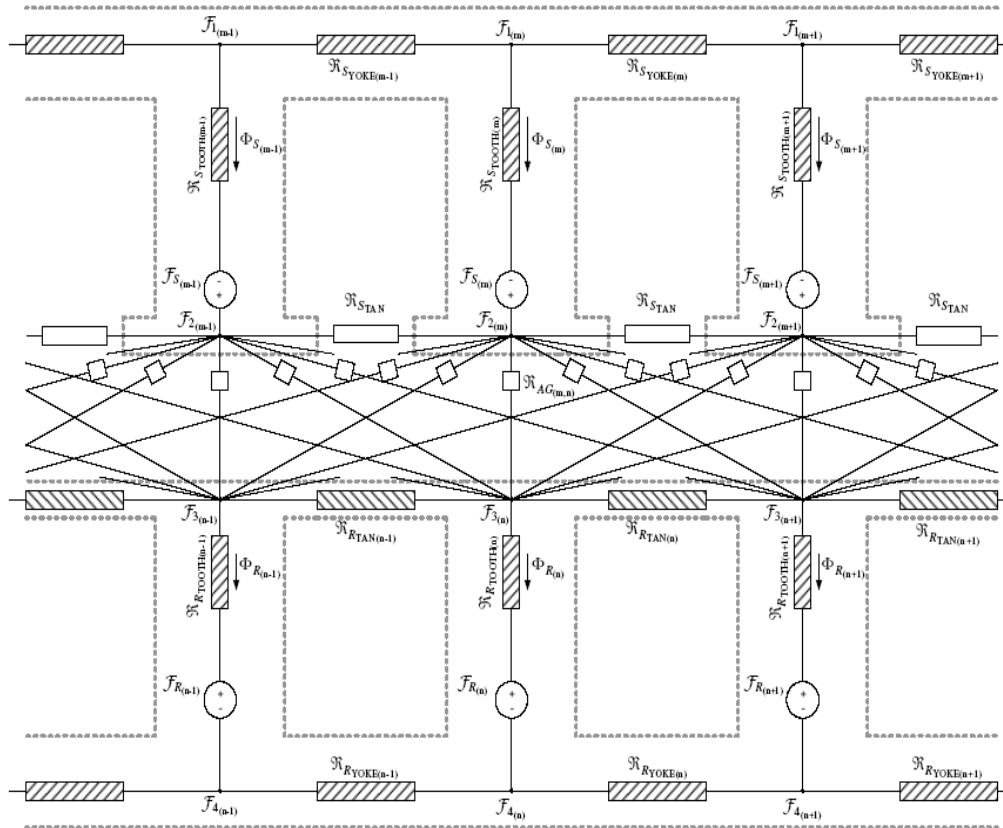 ℱ1(m-1) ℱ1(m) ℱ1(m+1)
ℜSYOKE(m-1) ℜSYOKE(m) ℜSYOKE(m+1)
ℜSTOOTH(m-1) ΦS(m-1) ℜSTOOTH(m) ΦS(m) ℜSTOOTH(m+1) ΦS(m+1)
ℱS(m-1) - + ℱS(m) - + ℱS(m+1) - +
ℜSTAN ℜSTAN ℜSTAN
ℱ2(m-1) ℱ2(m) ℱ2(m+1)
ℜAG(m,n)
ℱ3(n-1) ℱ3(n) ℱ3(n+1)
ℜRTAN(n-1) ℜRTAN(n) ℜRTAN(n+1)
ℜRTOOTH(m-1) ΦR(n-1) ℜRTOOTH(n) ΦR(n) ℜRTOOTH(n+1) ΦR(n+1)
ℱR(n-1) + - ℱR(n) + - ℱR(n+1) + -
ℜRYOKE(n-1) ℜRYOKE(n) ℜRYOKE(n+1)
ℱ4(n-1) ℱ4(n) ℱ4(n+1)